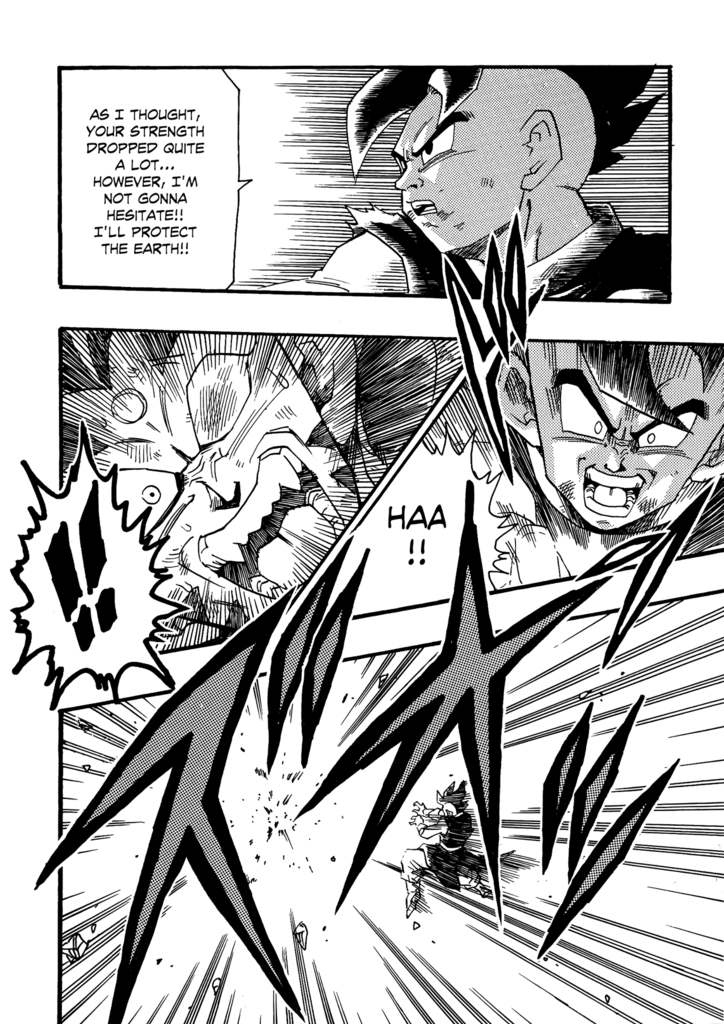 AS I THOUGHT,
YOUR STRENGTH
DROPPED QUITE
A LOT...
HOWEVER, I'M
NOT GONNA
HESITATE!!
I'LL PROTECT
THE EARTH!!
HAA
!!
!!